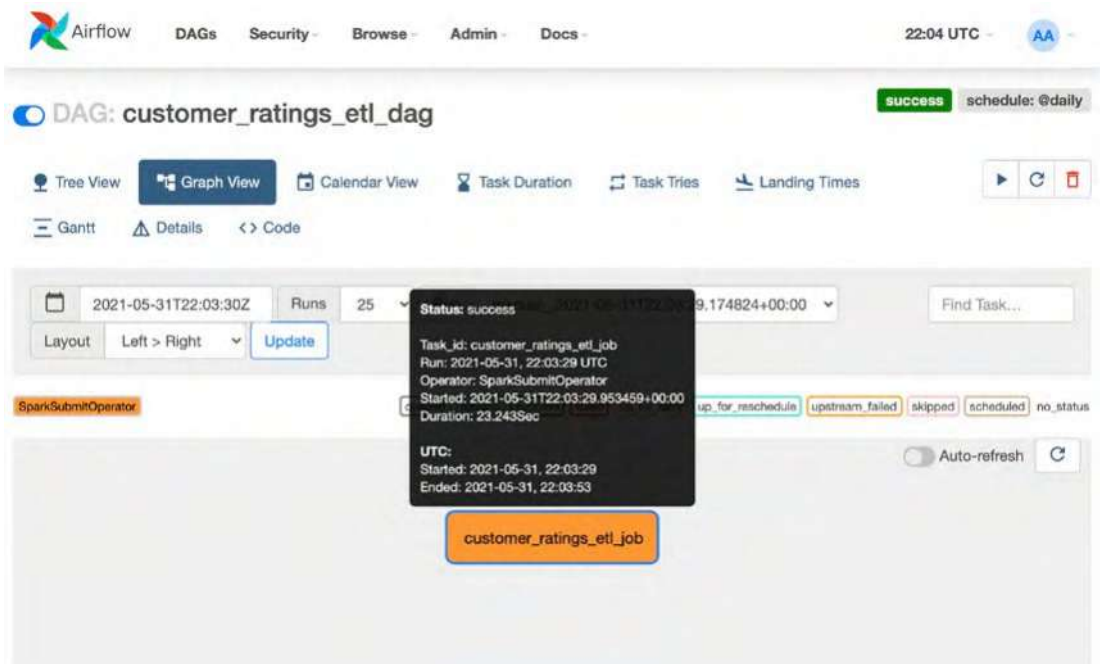 Airflow DAGs Security Browse Admin Docs 22:04 UTC AA
DAG: customer_ratings_etl_dag success schedule: @daily
Tree View Graph View Calendar View Task Duration Task Tries Landing Times
Gantt Details <> Code
2021-05-31T22:03:30Z Runs 25 9.174824+00:00 Find Task...
Layout Left > Right Update
Status: success
Task_id: customer_ratings_etl_job
Run: 2021-05-31, 22:03:29 UTC
Operator: SparkSubmitOperator
Started: 2021-05-31T22:03:29.953459+00:00
Duration: 23.243Sec
UTC:
Started: 2021-05-31, 22:03:29
Ended: 2021-05-31, 22:03:53
SparkSubmitOperator up_for_reschedule upstream_failed skipped scheduled no_status
Auto-refresh
customer_ratings_etl_job